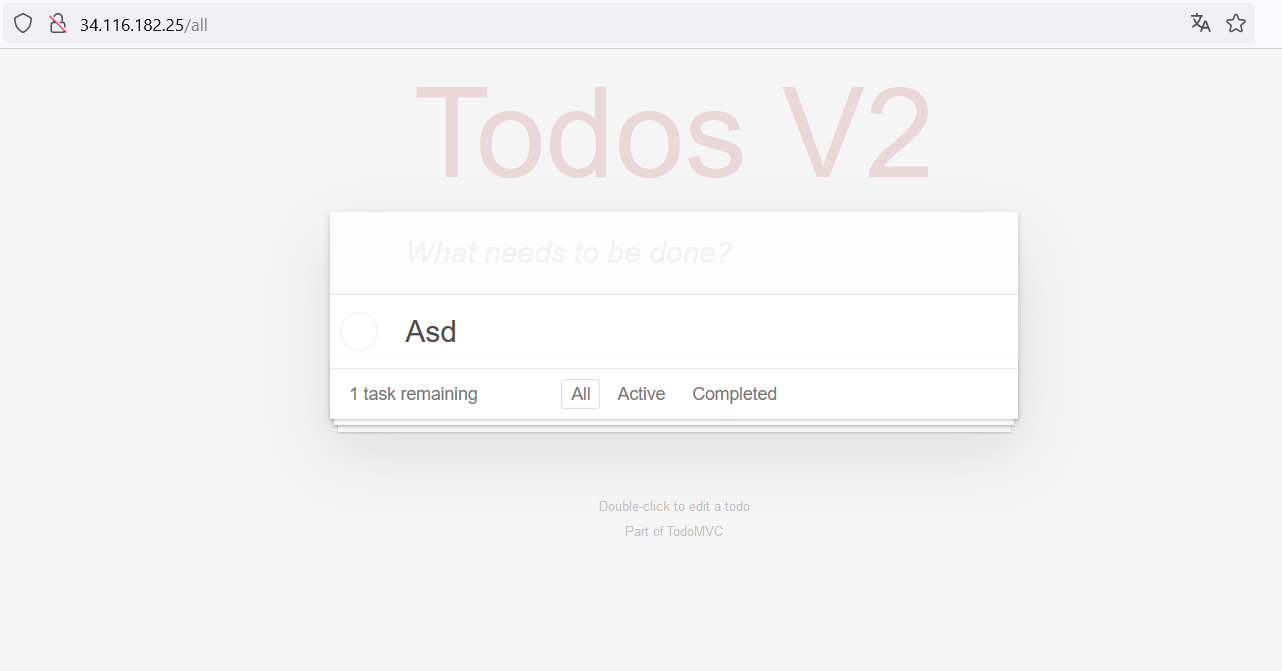 34.116.182.25/all
Todos V2
What needs to be done?
Asd
1 task remaining All Active Completed
Double-click to edit a todo
Part of TodoMVC